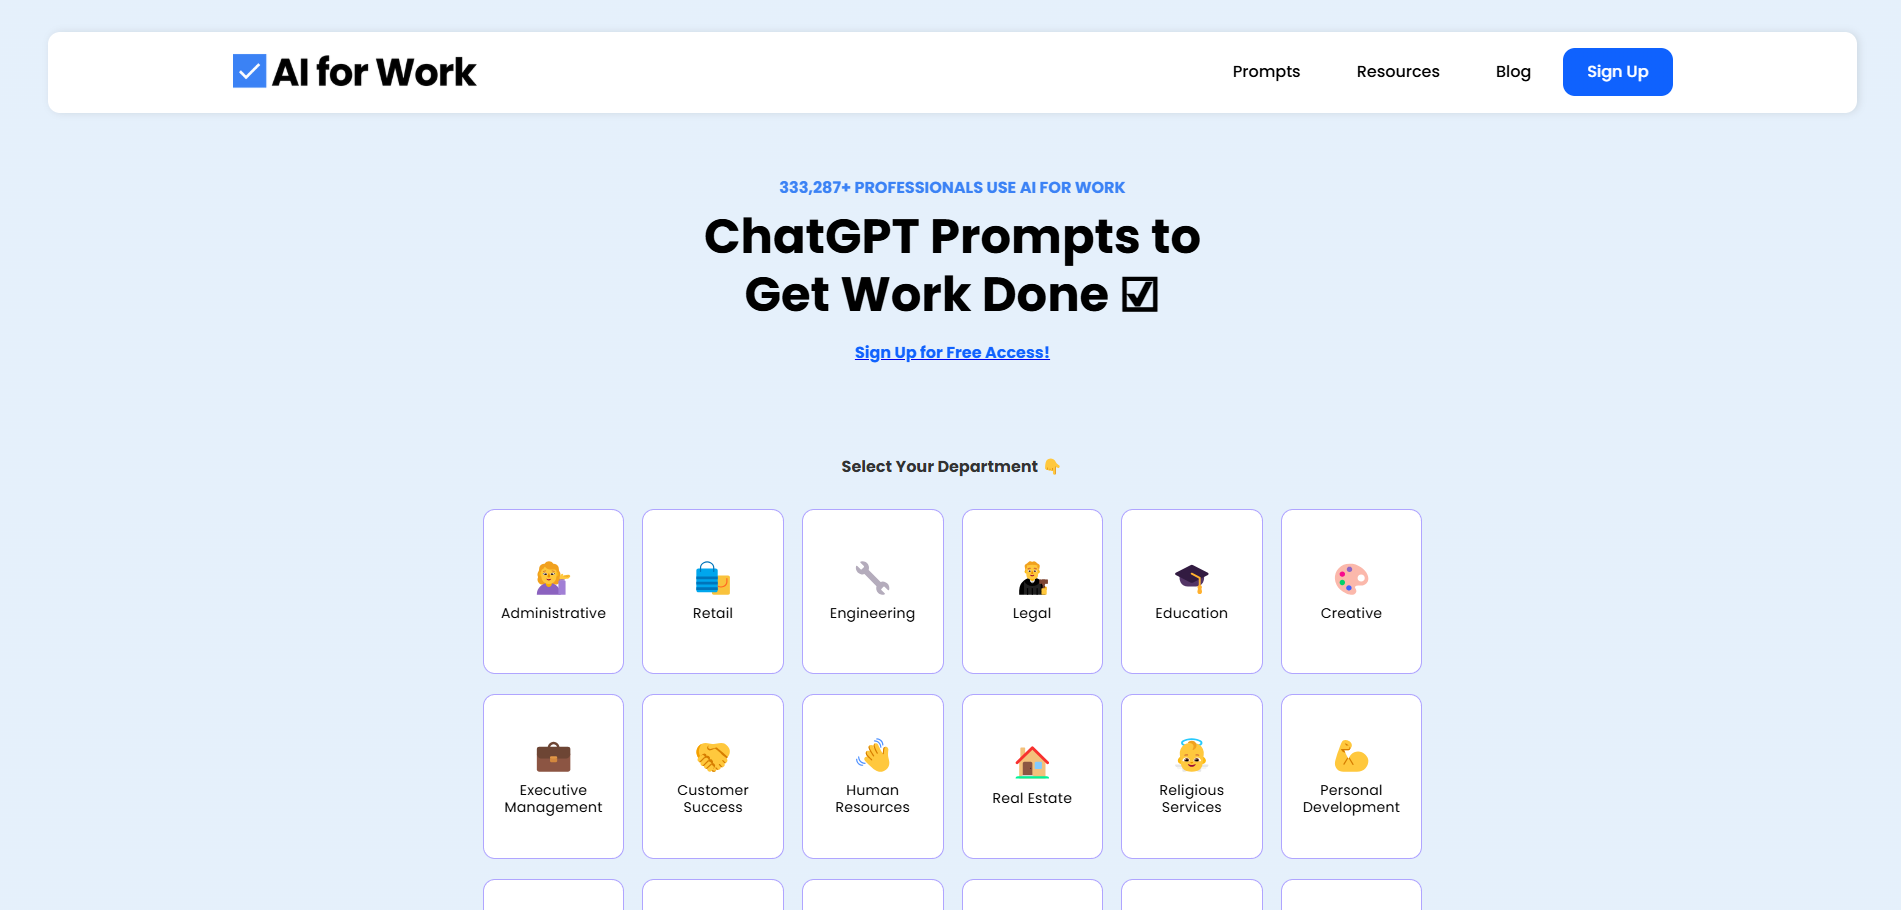 AI for Work
Prompts
Resources
Blog
Sign Up
333,287+ PROFESSIONALS USE AI FOR WORK
ChatGPT Prompts to
Get Work Done ☑
Sign Up for Free Access!
Select Your Department 👇
Administrative
Retail
Engineering
Legal
Education
Creative
Executive
Management
Customer
Success
Human
Resources
Real Estate
Religious
Services
Personal
Development